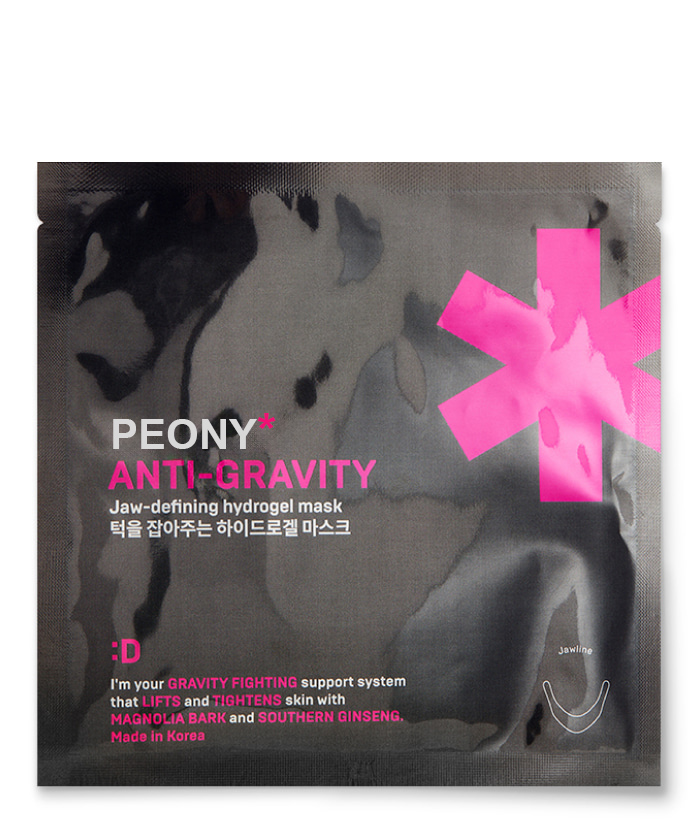 PEONY*
ANTI-GRAVITY
Jaw-defining hydrogel mask
턱을 잡아주는 하이드로겔 마스크
:D
I'm your GRAVITY FIGHTING support system
that LIFTS and TIGHTENS skin with
MAGNOLIA BARK and SOUTHERN GINSENG.
Made in Korea
Jawline